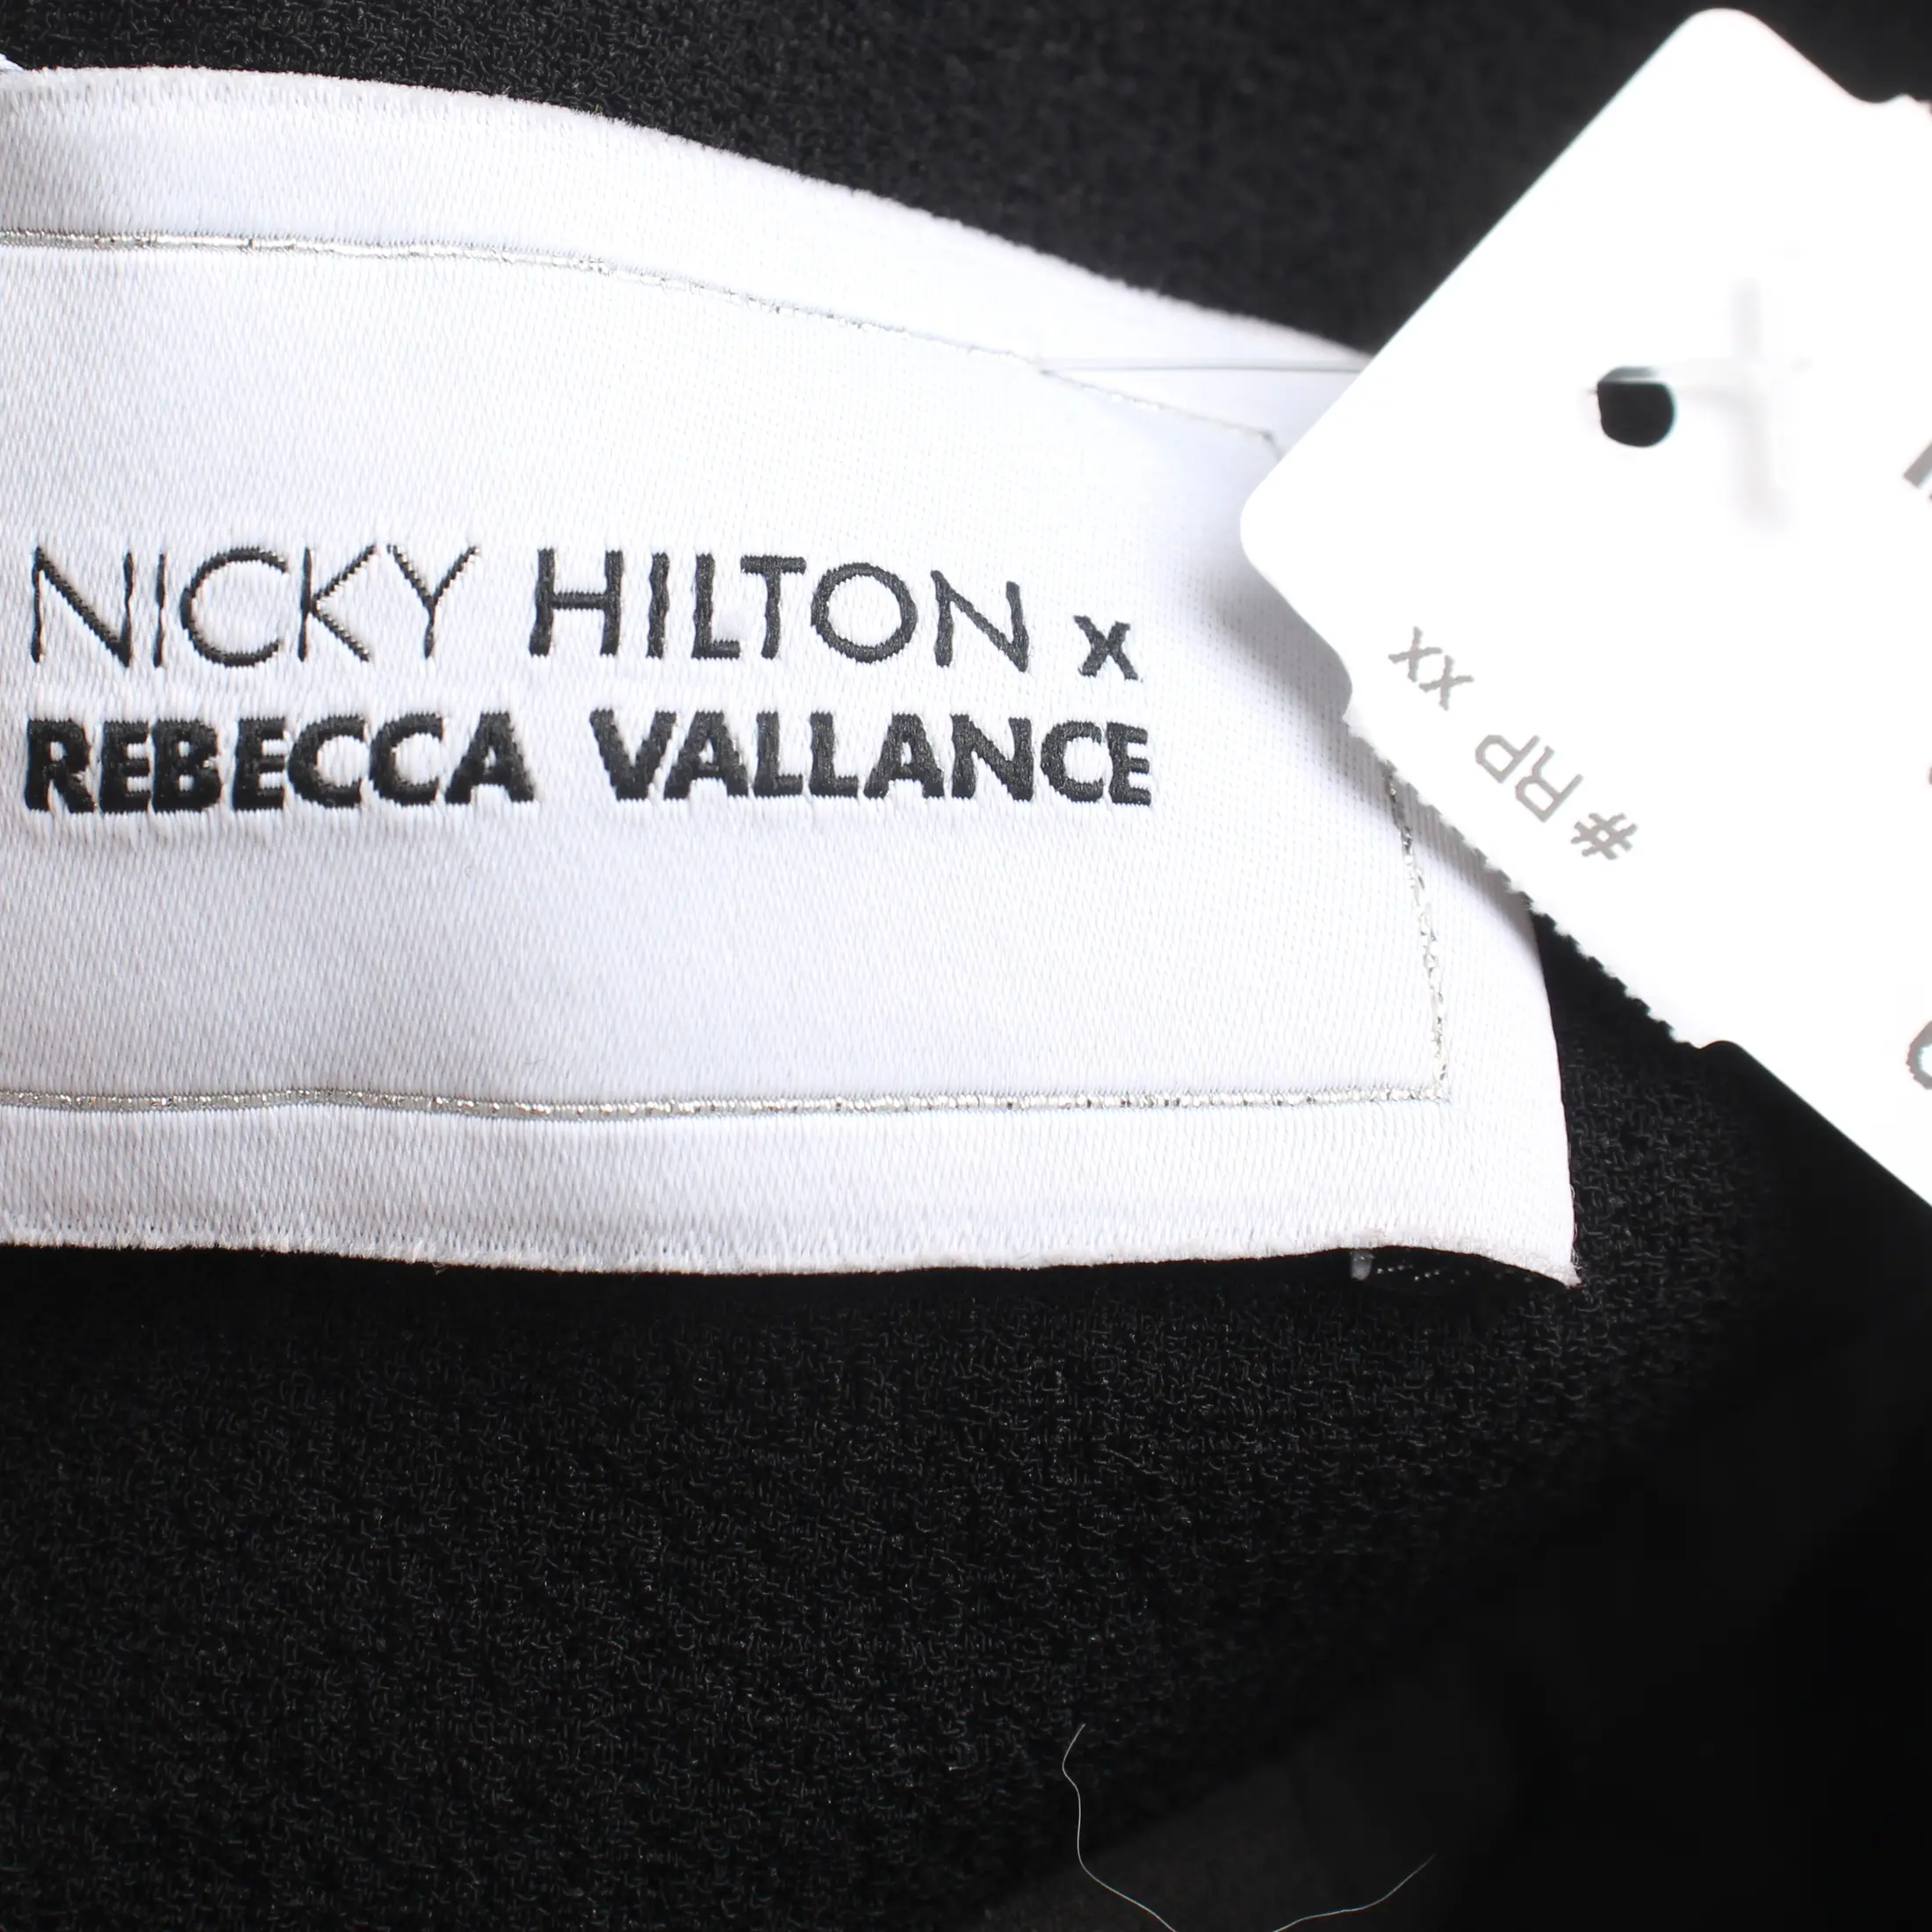 NICKY HILTON x
REBECCA VALLANCE
# RP xx